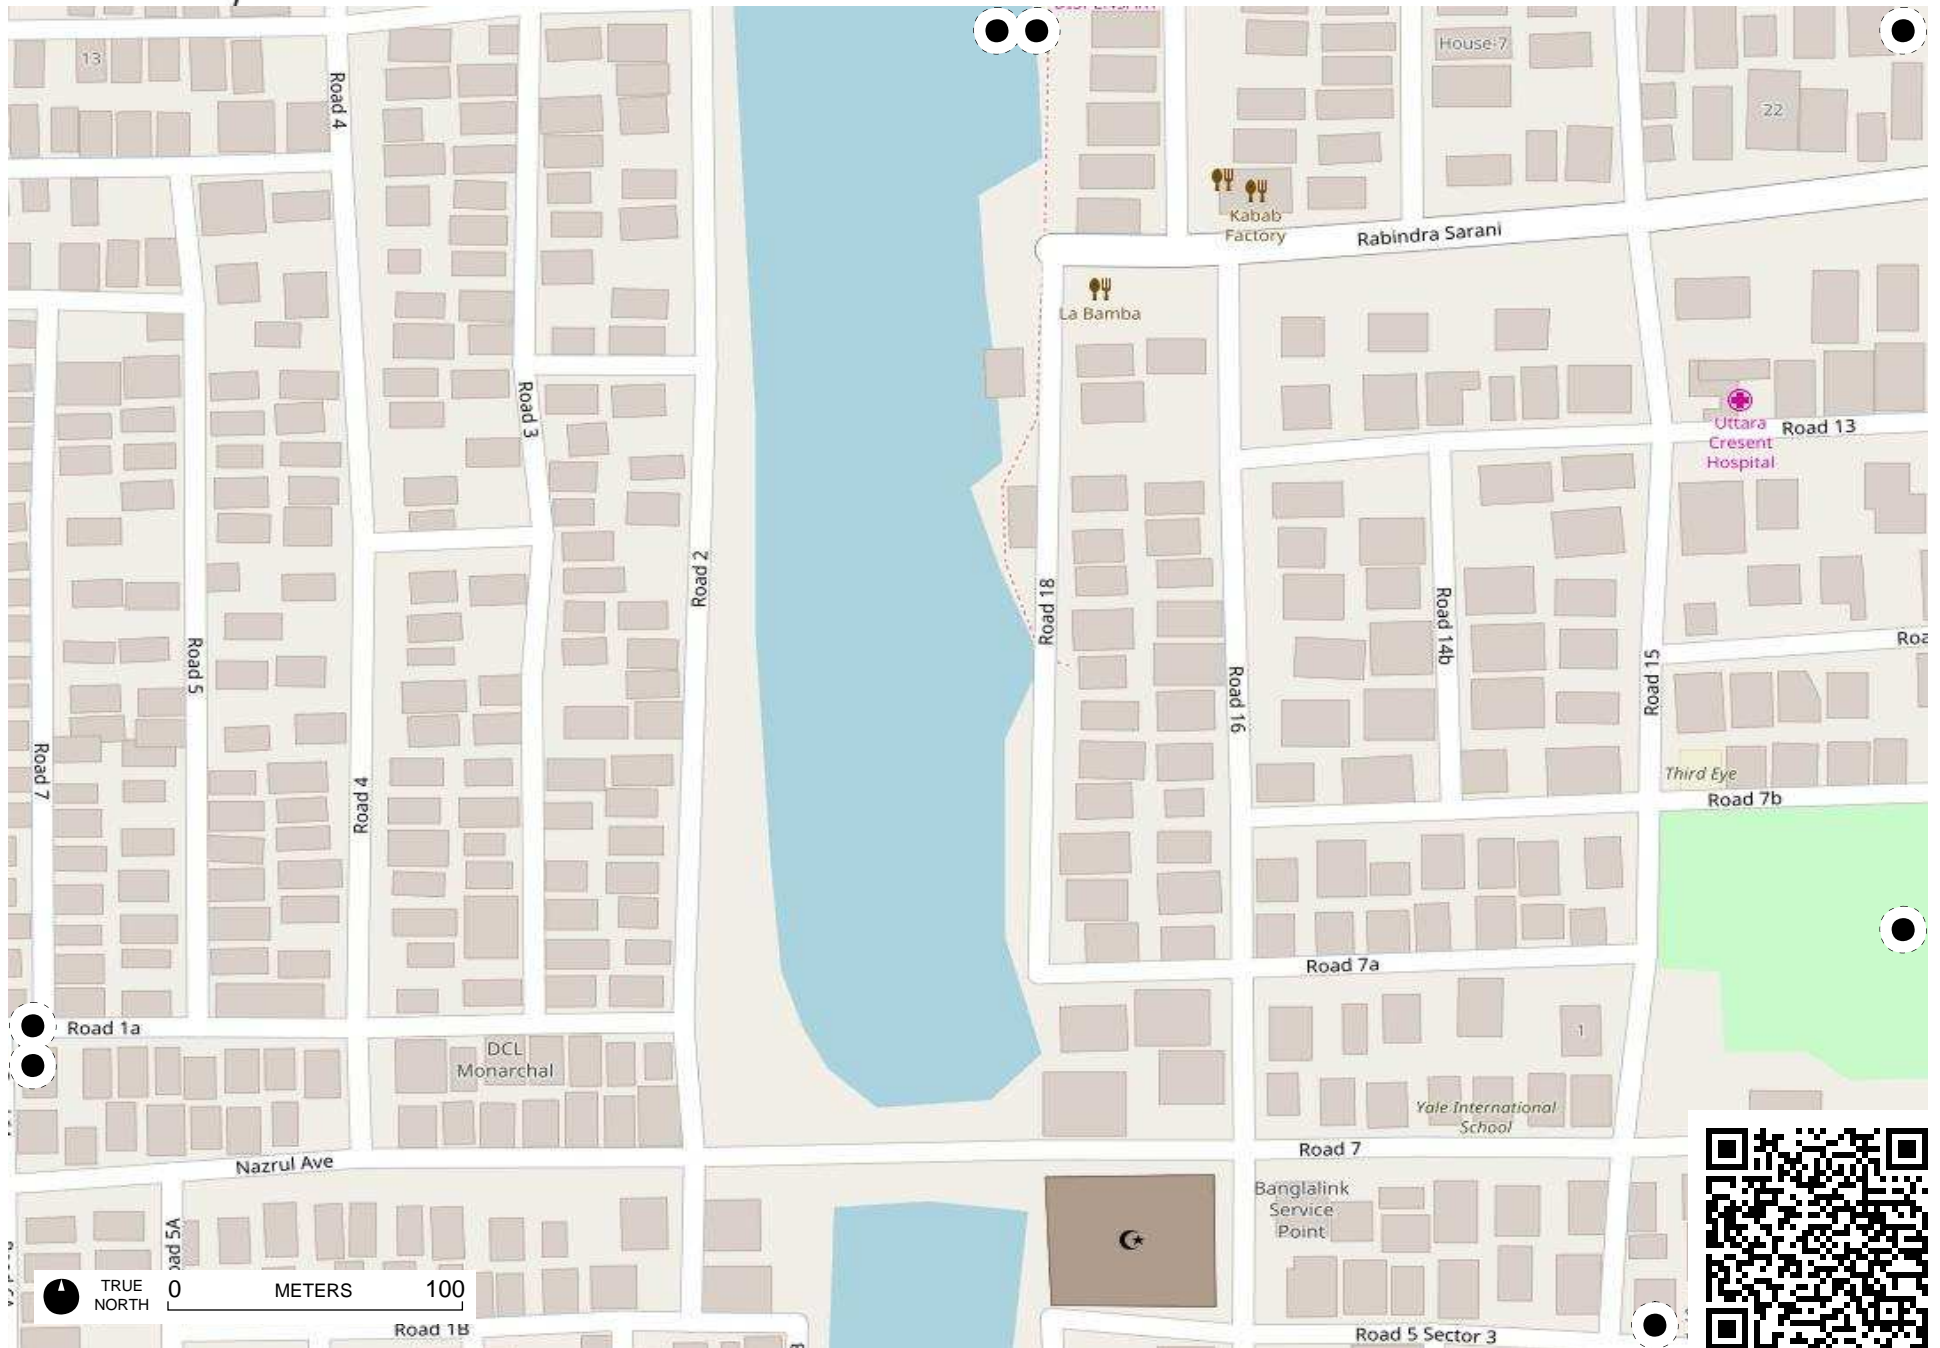 DISPENSARY
13
House-7
Road 4
22
Kabab
Factory
Rabindra Sarani
La Bamba
Road 3
Uttara
Cresent
Hospital
Road 13
Road 2
Road 18
Road 14b
Road 5
Road 16
Road 15
Road 7
Road 4
Third Eye
Road 7b
Road 7a
Road 1a
1
DCL
Monarchal
Yale International
School
Road 7
Nazrul Ave
Banglalink
Service
Point
Road 5A
TRUE
NORTH
0 METERS 100
Road 1B
Road 5 Sector 3